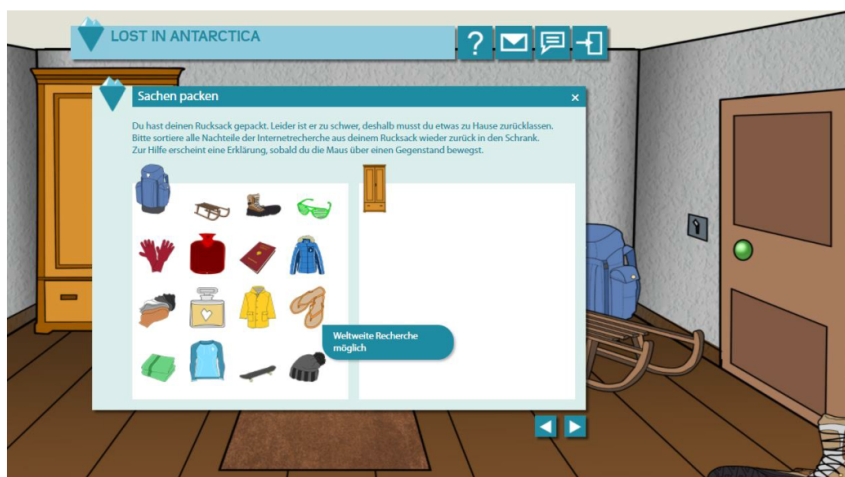 LOST IN ANTARCTICA
?
Sachen packen
×
Du hast deinen Rucksack gepackt. Leider ist er zu schwer, deshalb musst du etwas zu Hause zurücklassen.
Bitte sortiere alle Nachteile der Internetrecherche aus deinem Rucksack wieder zurück in den Schrank.
Zur Hilfe erscheint eine Erklärung, sobald du die Maus über einen Gegenstand bewegst.
Weltweite Recherche
möglich